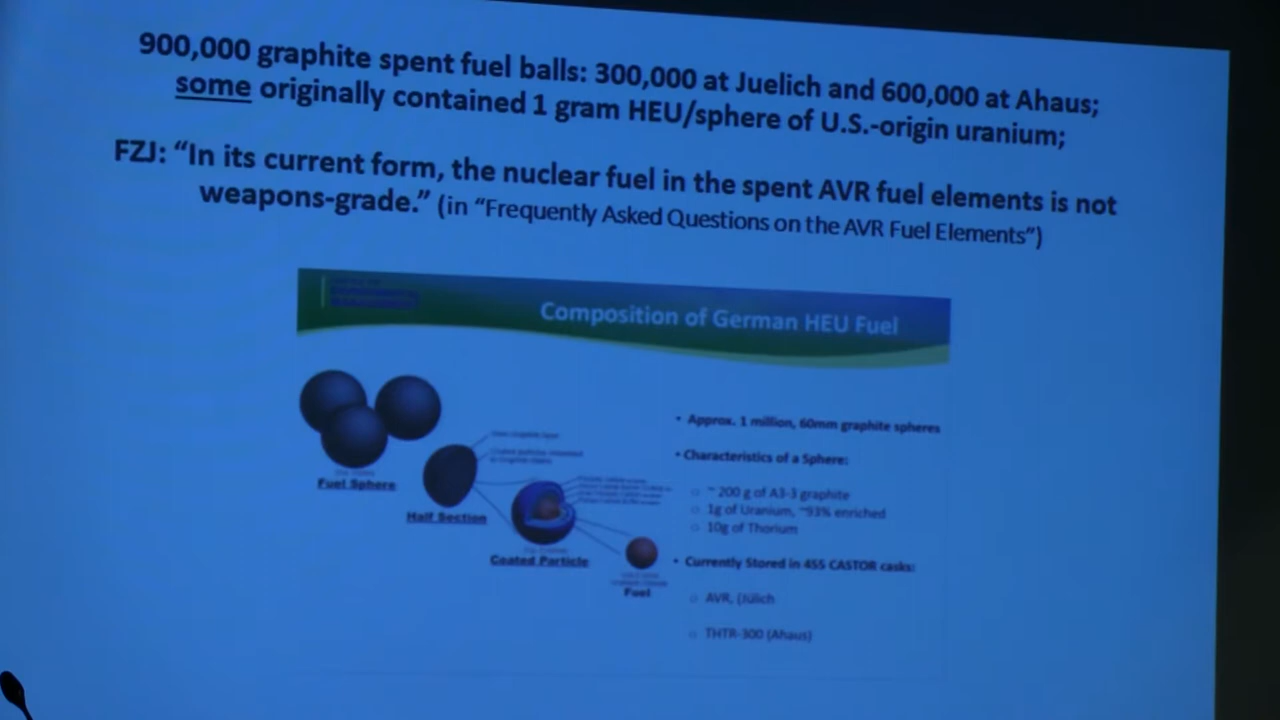 900,000 graphite spent fuel balls: 300,000 at Juelich and 600,000 at Ahaus;
some originally contained 1 gram HEU/sphere of U.S.-origin uranium;
FZJ: “In its current form, the nuclear fuel in the spent AVR fuel elements is not
weapons-grade.” (in “Frequently Asked Questions on the AVR Fuel Elements”)
Composition of German HEU Fuel
Fuel Sphere
Half Section
Coated Particle
Fuel
• Approx. 1 million, 60mm graphite spheres
• Characteristics of a Sphere:
○ ~ 200 g of A3-3 graphite
○ 1g of Uranium, ~93% enriched
○ 10g of Thorium
• Currently Stored in 455 CASTOR casks:
○ AVR, (Jülich
○ THTR-300 (Ahaus)